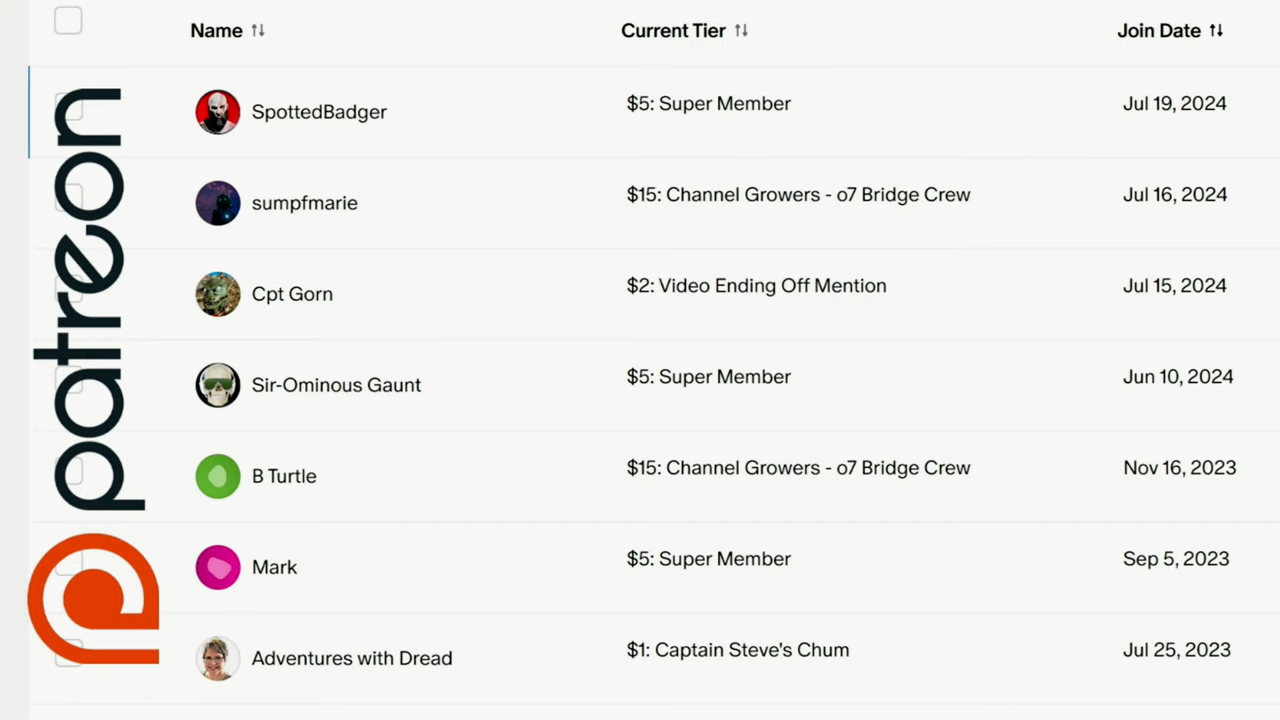 Name Current Tier Join Date
SpottedBadger $5: Super Member Jul 19, 2024
sumpfmarie $15: Channel Growers - o7 Bridge Crew Jul 16, 2024
Cpt Gorn $2: Video Ending Off Mention Jul 15, 2024
Sir-Ominous Gaunt $5: Super Member Jun 10, 2024
B Turtle $15: Channel Growers - o7 Bridge Crew Nov 16, 2023
Mark $5: Super Member Sep 5, 2023
Adventures with Dread $1: Captain Steve's Chum Jul 25, 2023
patreon